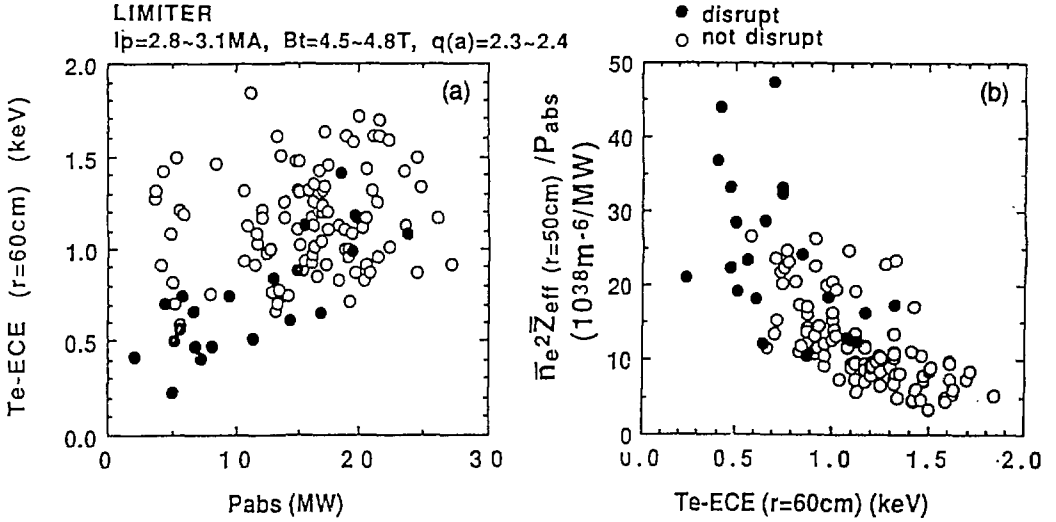 LIMITER
Ip=2.8~3.1MA, Bt=4.5~4.8T, q(a)=2.3~2.4
● disrupt
○ not disrupt
(a)
Te-ECE (r=60cm) (keV)
2.0
1.5
1.0
0.5
0.0
0 10 20 30
Pabs (MW)
(b)
n̅e²Z̅eff (r=50cm) /Pabs
(10³⁸m⁻⁶/MW)
50
40
30
20
10
0
0.0 0.5 1.0 1.5 2.0
Te-ECE (r=60cm) (keV)